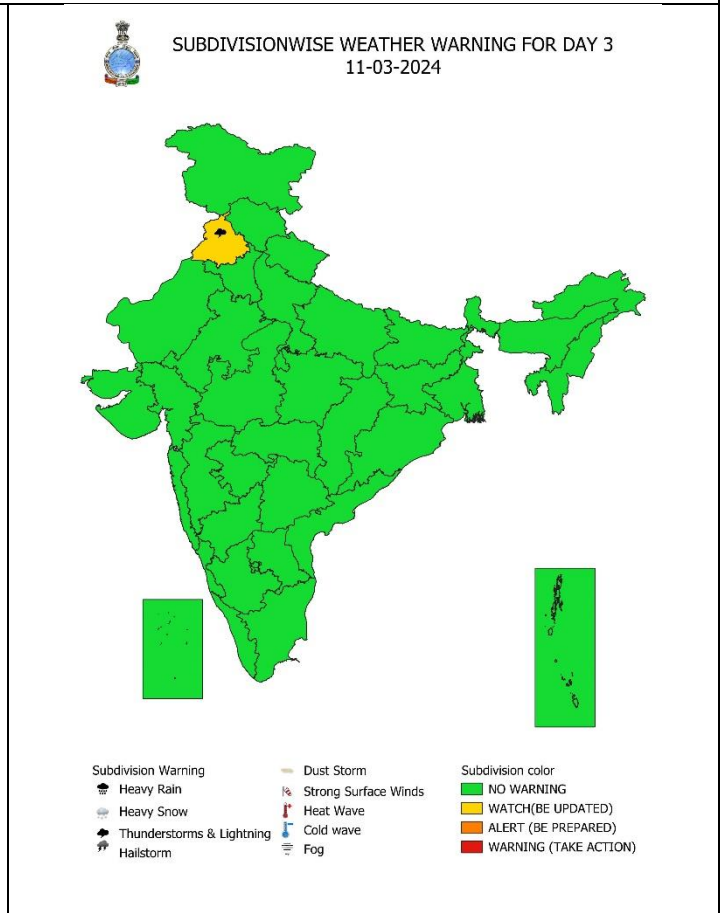 SUBDIVISIONWISE WEATHER WARNING FOR DAY 3
11-03-2024
Subdivision Warning
Heavy Rain
Heavy Snow
Thunderstorms & Lightning
Hailstorm
Dust Storm
Strong Surface Winds
Heat Wave
Cold wave
Fog
Subdivision color
NO WARNING
WATCH(BE UPDATED)
ALERT (BE PREPARED)
WARNING (TAKE ACTION)